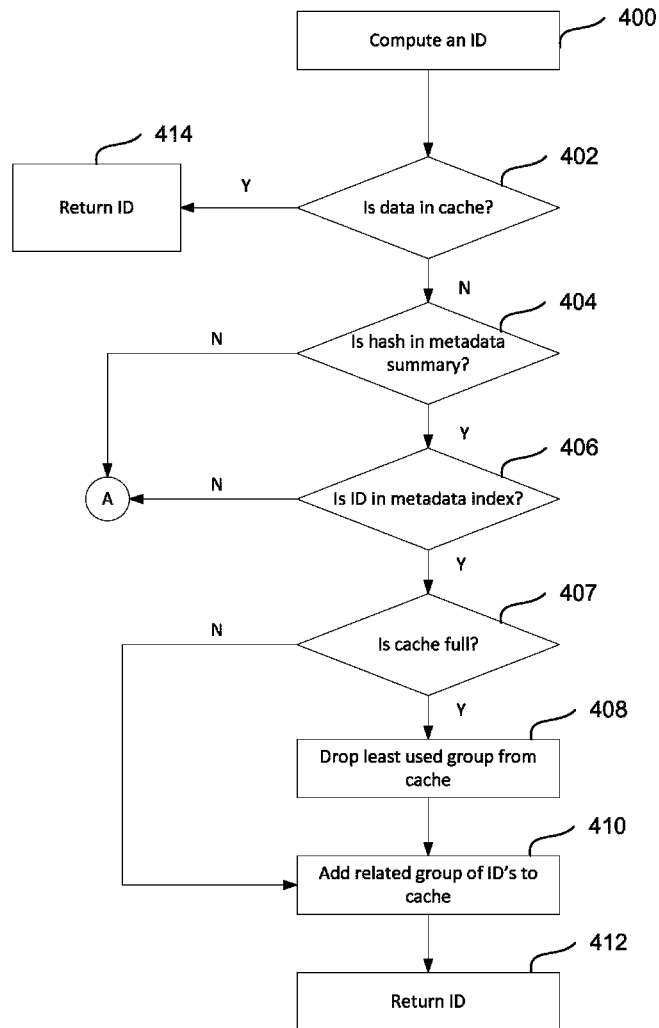 400
Compute an ID
414
402
Y
Return ID
Is data in cache?
N
404
N
Is hash in metadata
summary?
Y
406
N
A
Is ID in metadata index?
Y
407
N
Is cache full?
Y
408
Drop least used group from
cache
410
Add related group of ID's to
cache
412
Return ID